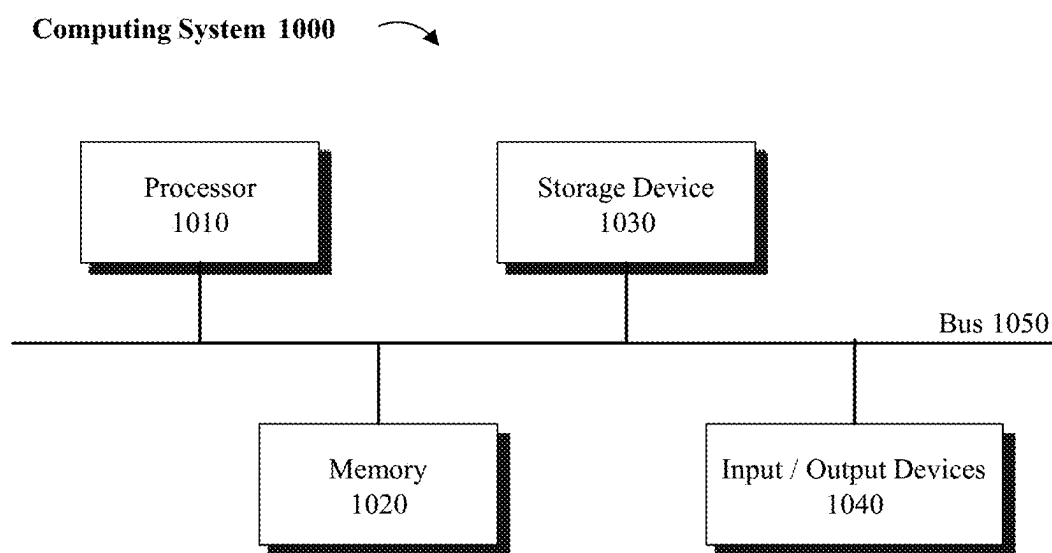 Computing System 1000
Processor
1010
Storage Device
1030
Bus 1050
Memory
1020
Input / Output Devices
1040